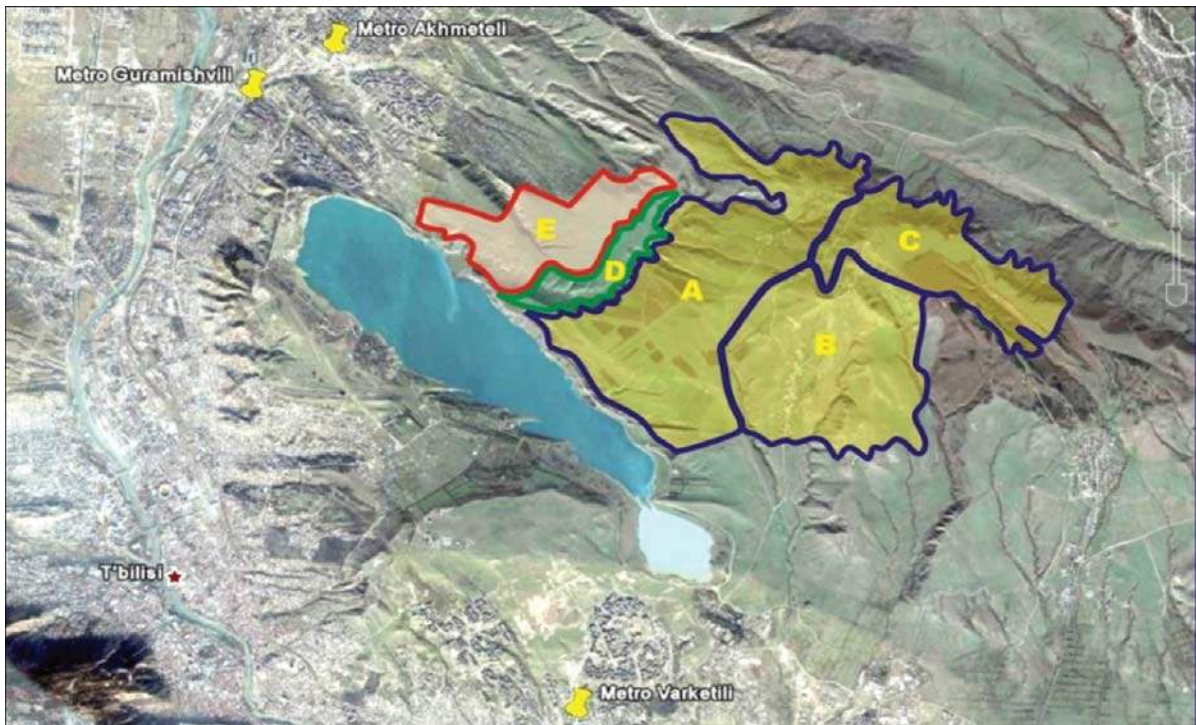 Metro Akhmeteli
Metro Guramishvili
E
D
A
C
B
T'bilisi
Metro Varketili